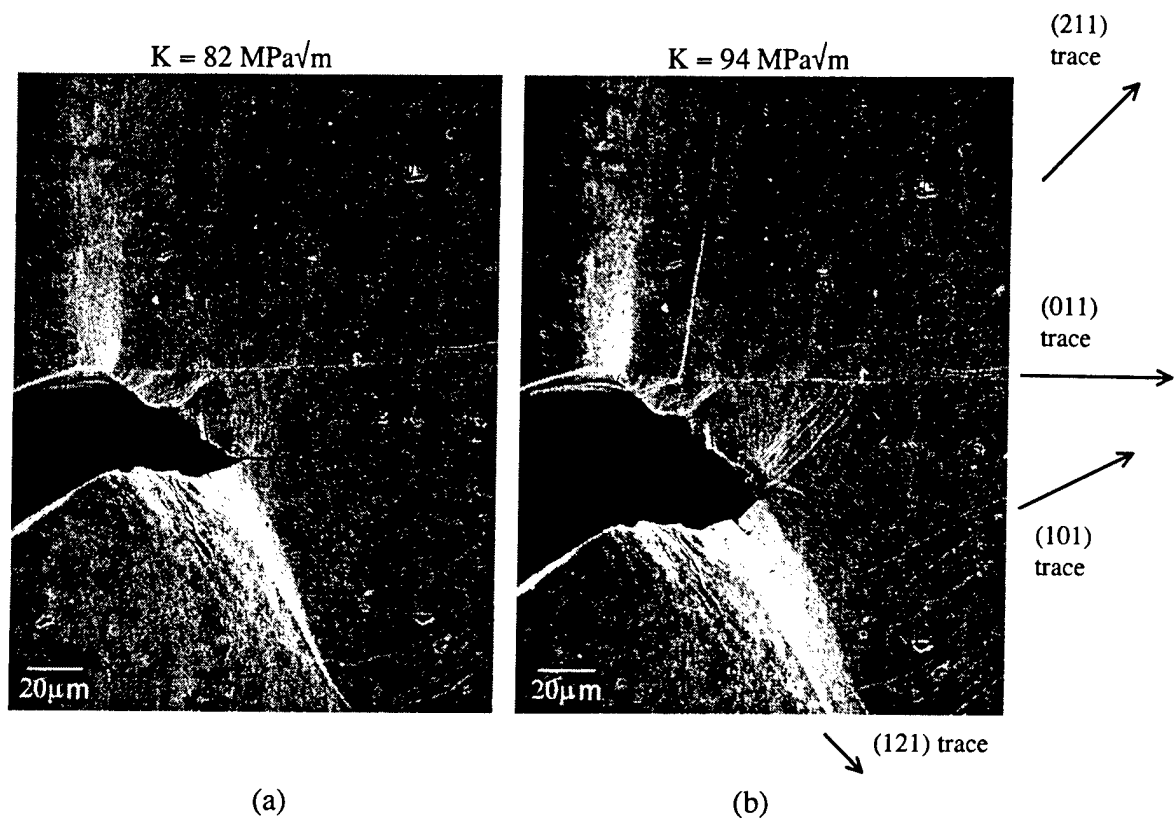 K = 82 MPa√m
K = 94 MPa√m
(211)
trace
(011)
trace
(101)
trace
20μm
20μm
(121) trace
(a)
(b)